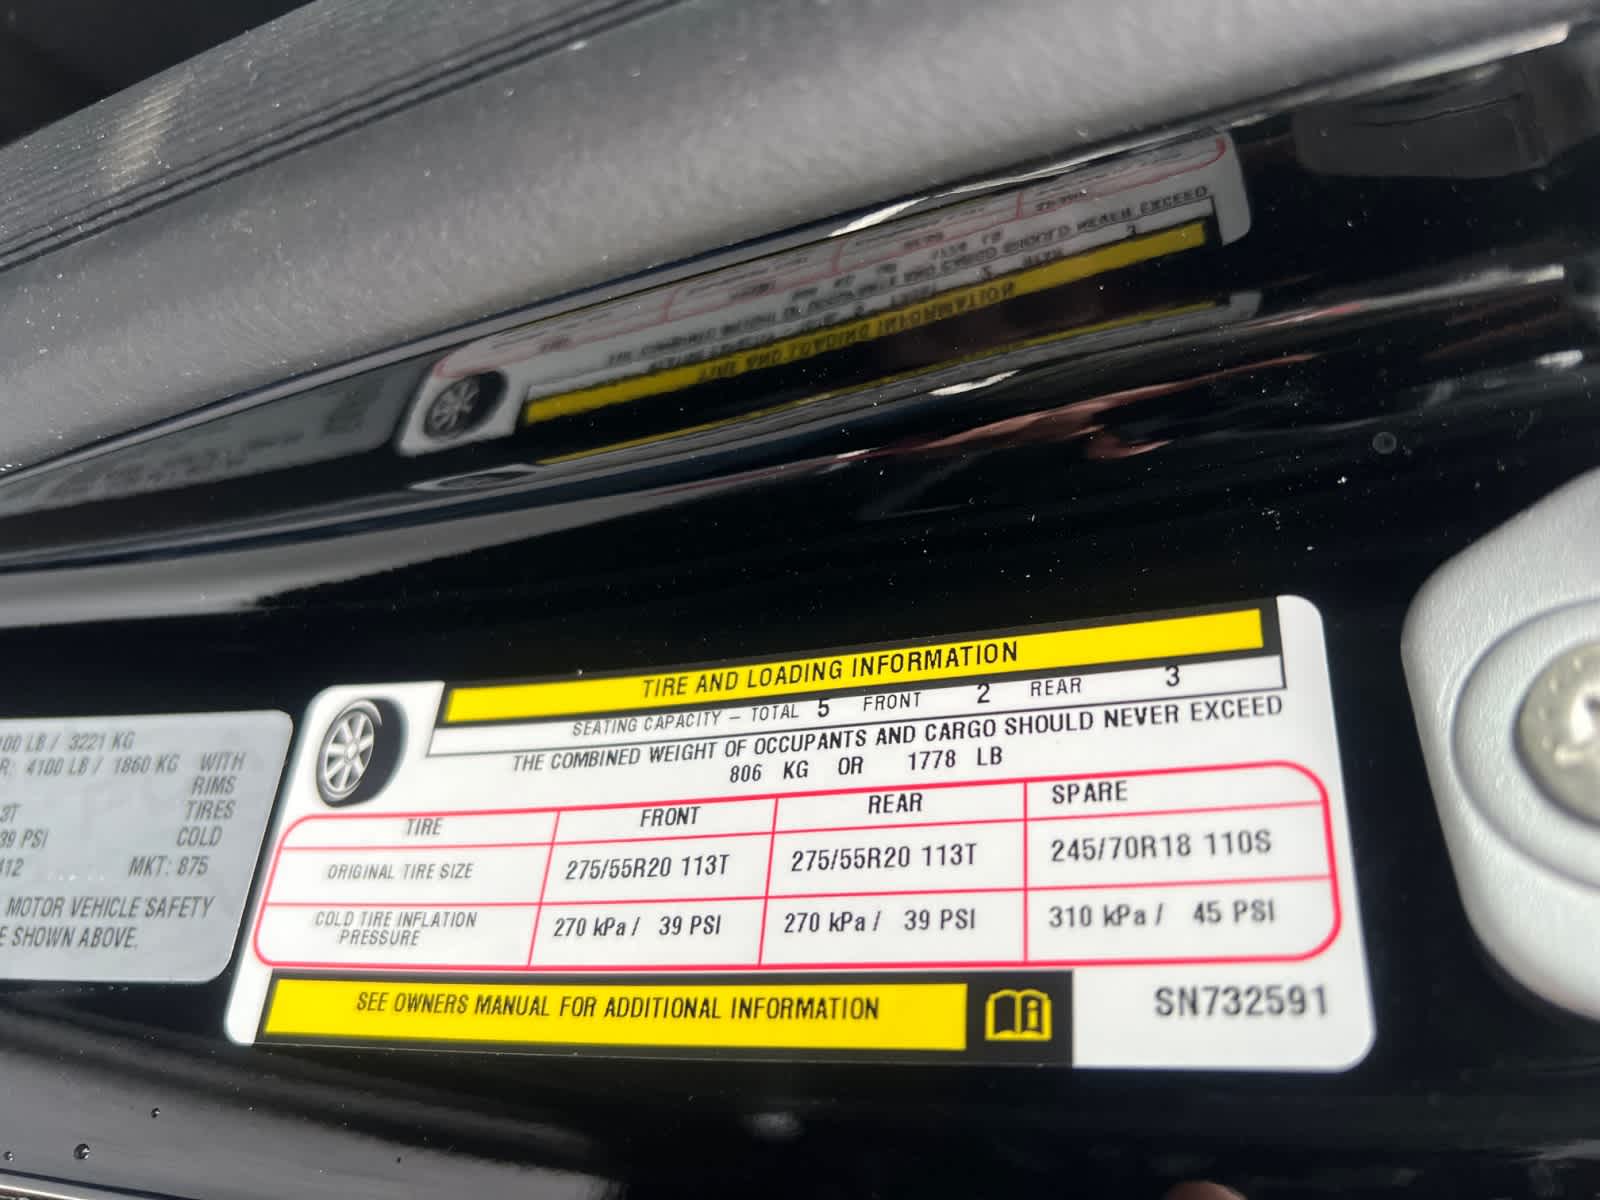 00 LB / 3221 KG
R: 4100 LB / 1860 KG WITH
RIMS
3T TIRES
39 PSI COLD
412 MKT: 875
MOTOR VEHICLE SAFETY
E SHOWN ABOVE.
TIRE AND LOADING INFORMATION
SEATING CAPACITY – TOTAL 5 FRONT 2 REAR 3
THE COMBINED WEIGHT OF OCCUPANTS AND CARGO SHOULD NEVER EXCEED
806 KG OR 1778 LB
TIRE FRONT REAR SPARE
ORIGINAL TIRE SIZE 275/55R20 113T 275/55R20 113T 245/70R18 110S
COLD TIRE INFLATION
PRESSURE 270 kPa / 39 PSI 270 kPa / 39 PSI 310 kPa / 45 PSI
SEE OWNERS MANUAL FOR ADDITIONAL INFORMATION
SN732591